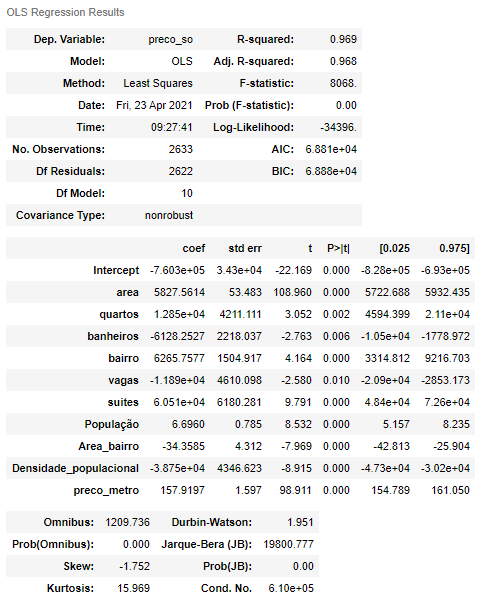 OLS Regression Results
Dep. Variable: preco_so R-squared: 0.969
Model: OLS Adj. R-squared: 0.968
Method: Least Squares F-statistic: 8068.
Date: Fri, 23 Apr 2021 Prob (F-statistic): 0.00
Time: 09:27:41 Log-Likelihood: -34396.
No. Observations: 2633 AIC: 6.881e+04
Df Residuals: 2622 BIC: 6.888e+04
Df Model: 10
Covariance Type: nonrobust
coef std err t P>|t| [0.025 0.975]
Intercept -7.603e+05 3.43e+04 -22.169 0.000 -8.28e+05 -6.93e+05
area 5827.5614 53.483 108.960 0.000 5722.688 5932.435
quartos 1.285e+04 4211.111 3.052 0.002 4594.399 2.11e+04
banheiros -6128.2527 2218.037 -2.763 0.006 -1.05e+04 -1778.972
bairro 6265.7577 1504.917 4.164 0.000 3314.812 9216.703
vagas -1.189e+04 4610.098 -2.580 0.010 -2.09e+04 -2853.173
suites 6.051e+04 6180.281 9.791 0.000 4.84e+04 7.26e+04
População 6.6960 0.785 8.532 0.000 5.157 8.235
Area_bairro -34.3585 4.312 -7.969 0.000 -42.813 -25.904
Densidade_populacional -3.875e+04 4346.623 -8.915 0.000 -4.73e+04 -3.02e+04
preco_metro 157.9197 1.597 98.911 0.000 154.789 161.050
Omnibus: 1209.736 Durbin-Watson: 1.951
Prob(Omnibus): 0.000 Jarque-Bera (JB): 19800.777
Skew: -1.752 Prob(JB): 0.00
Kurtosis: 15.969 Cond. No. 6.10e+05